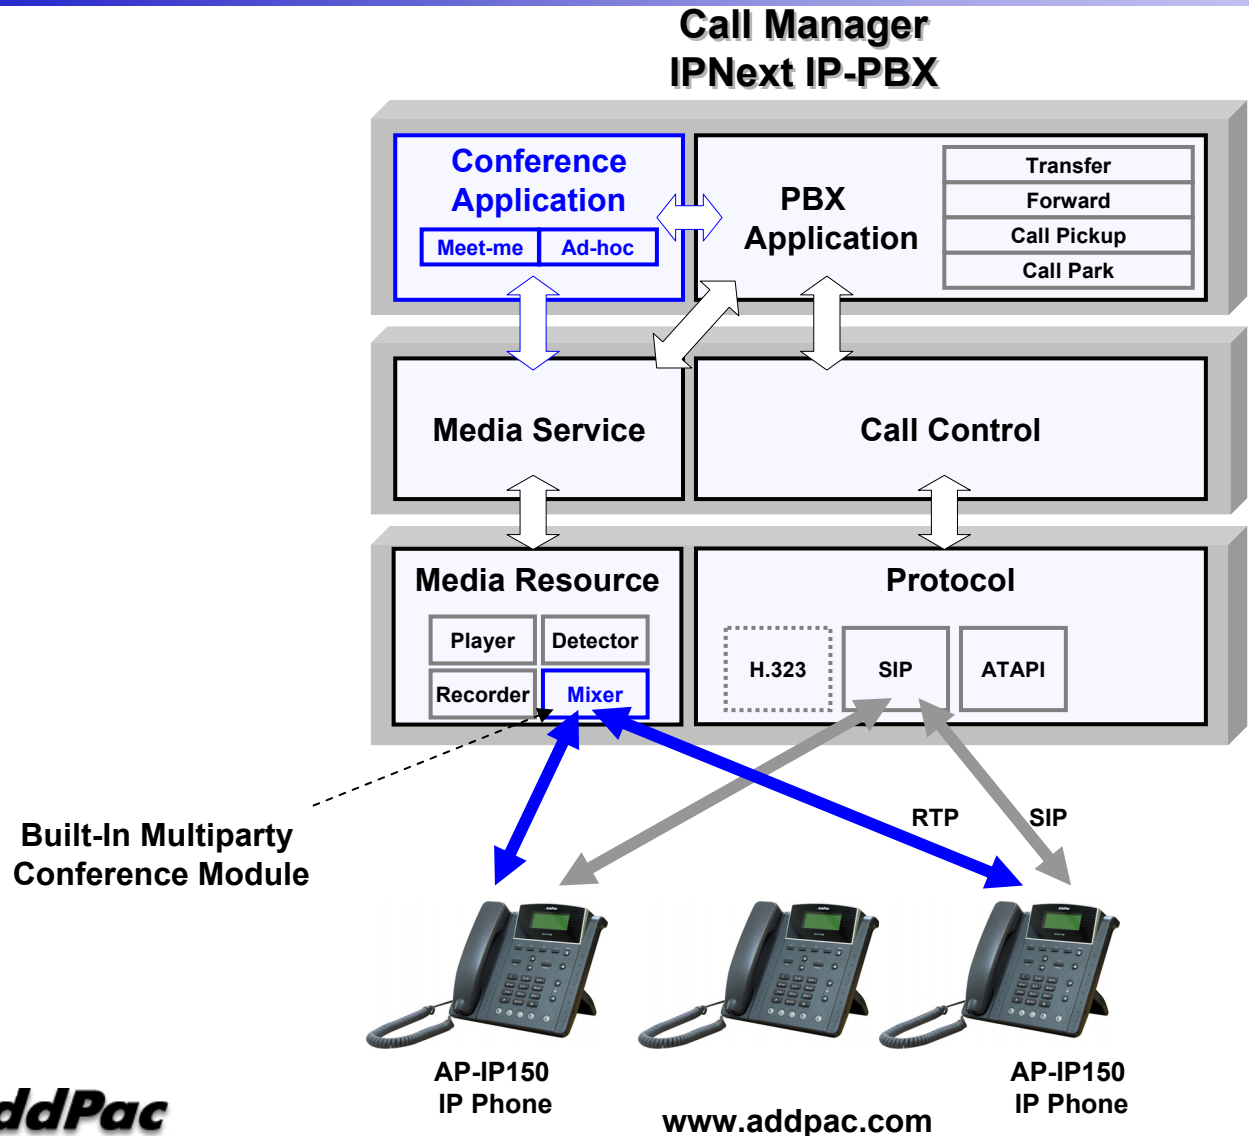 Call Manager
IPNext IP-PBX
Conference
Application
Meet-me
Ad-hoc
PBX
Application
Transfer
Forward
Call Pickup
Call Park
Media Service
Call Control
Media Resource
Player
Detector
Recorder
Mixer
Protocol
H.323
SIP
ATAPI
RTP
SIP
Built-In Multiparty
Conference Module
AP-IP150
IP Phone
AP-IP150
IP Phone
www.addpac.com
ddPac